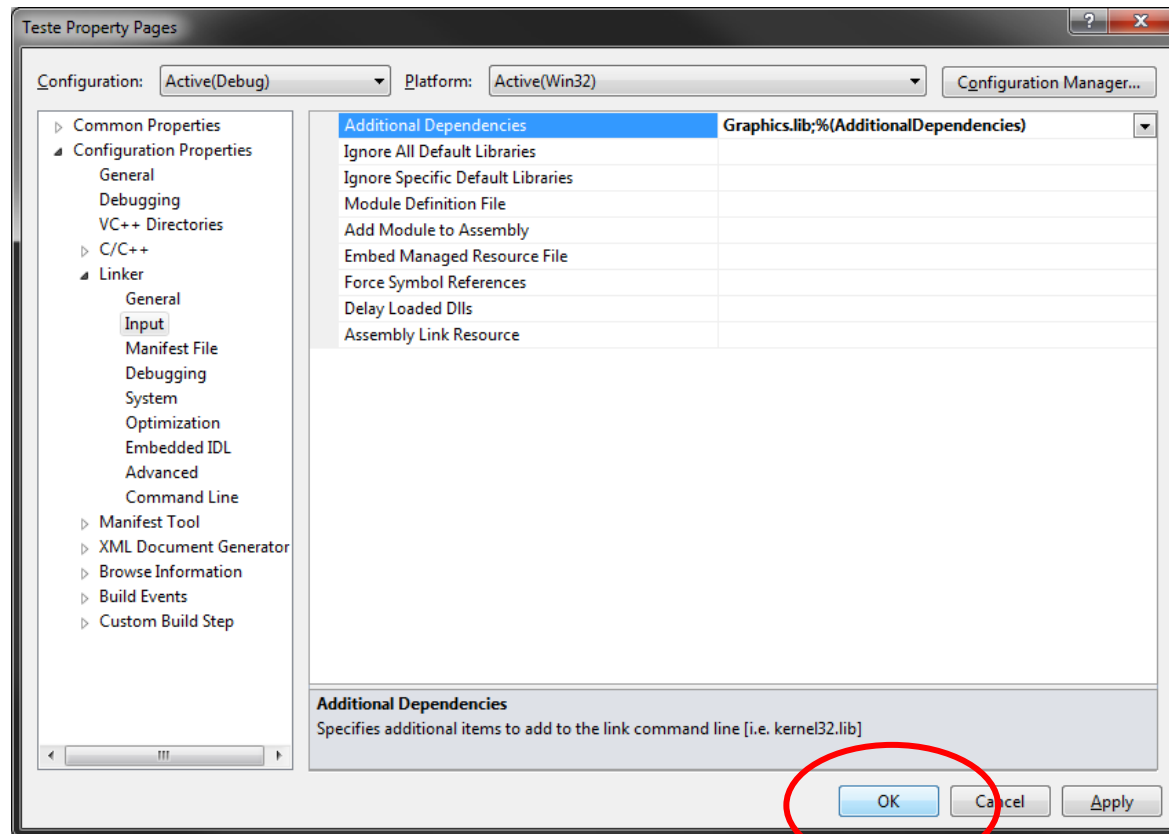 Teste Property Pages
?
Configuration: Active(Debug) Platform: Active(Win32) Configuration Manager...
Common Properties
Configuration Properties
General
Debugging
VC++ Directories
C/C++
Linker
General
Input
Manifest File
Debugging
System
Optimization
Embedded IDL
Advanced
Command Line
Manifest Tool
XML Document Generator
Browse Information
Build Events
Custom Build Step
Additional Dependencies Graphics.lib;%(AdditionalDependencies)
Ignore All Default Libraries
Ignore Specific Default Libraries
Module Definition File
Add Module to Assembly
Embed Managed Resource File
Force Symbol References
Delay Loaded Dlls
Assembly Link Resource
Additional Dependencies
Specifies additional items to add to the link command line [i.e. kernel32.lib]
OK Cancel Apply